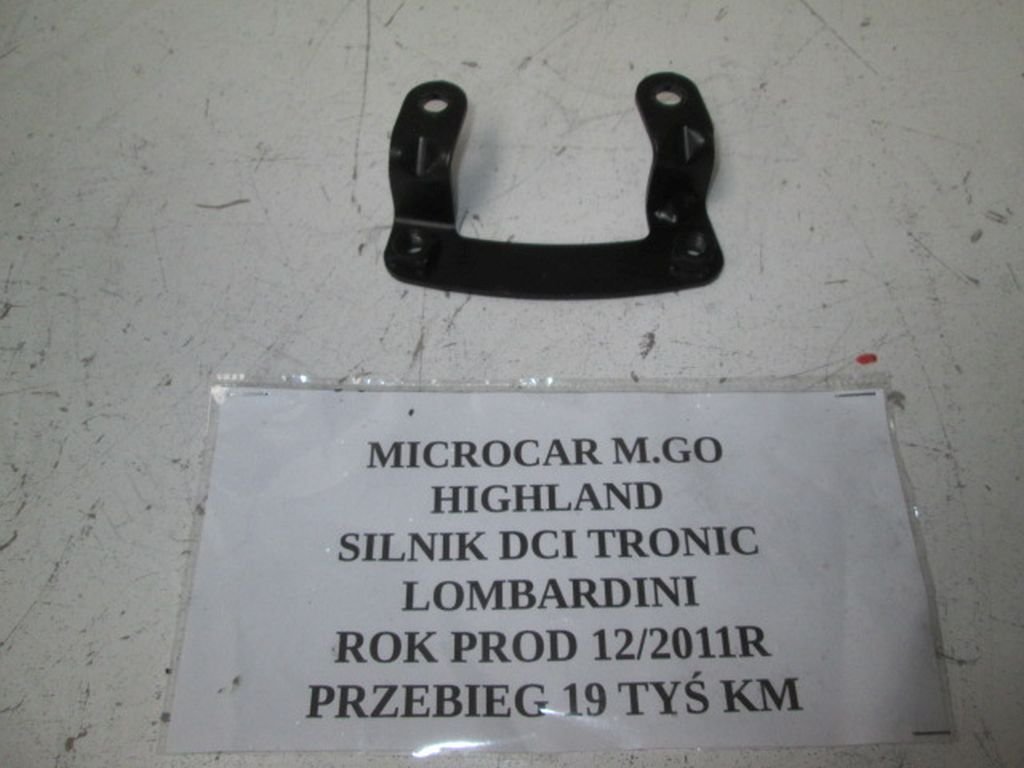 MICROCAR M.GO
HIGHLAND
SILNIK DCI TRONIC
LOMBARDINI
ROK PROD 12/2011R
PRZEBIEG 19 TYŚ KM